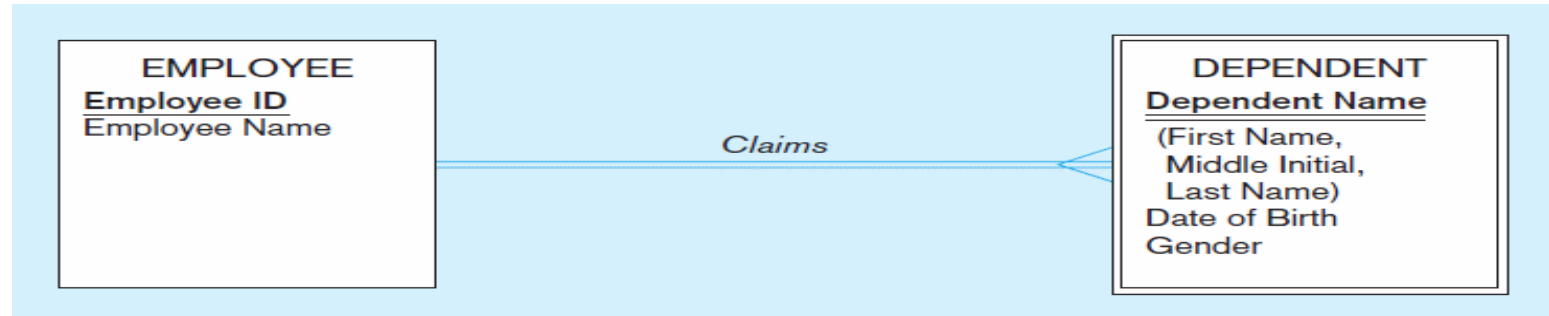 EMPLOYEE
Employee ID
Employee Name
Claims
DEPENDENT
Dependent Name
(First Name,
Middle Initial,
Last Name)
Date of Birth
Gender